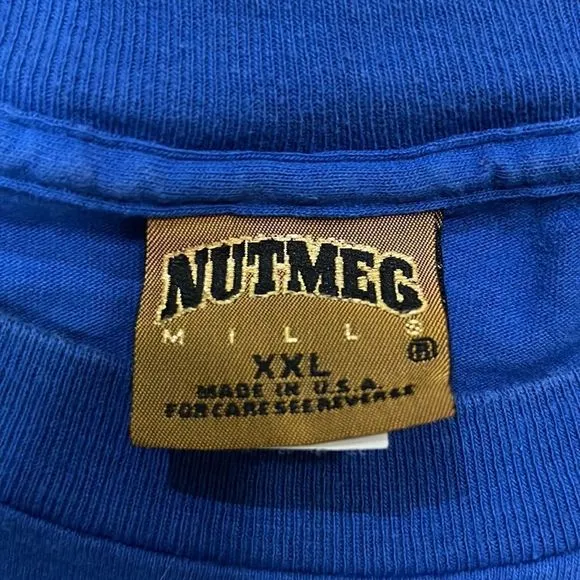 NUTMEG
MILLS
®
XXL
MADE IN U.S.A.
FOR CARE SEE REVERSE